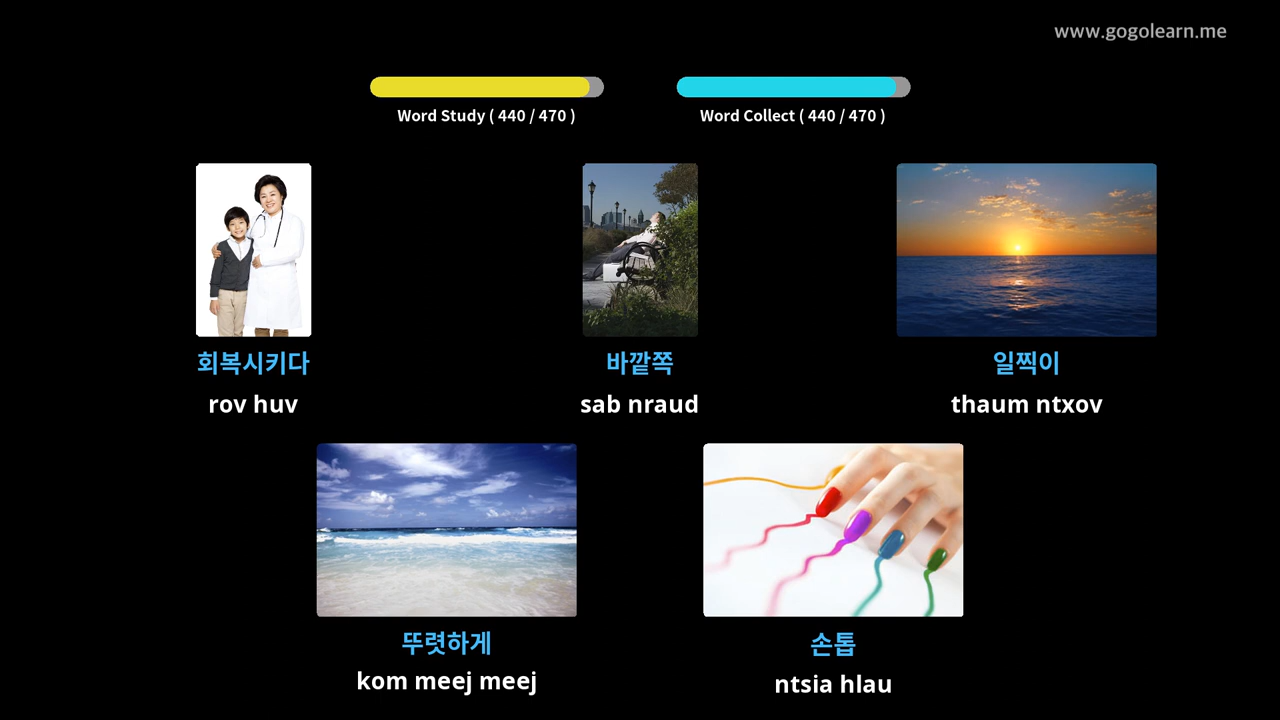 www.gogolearn.me
Word Study ( 440 / 470 )
Word Collect ( 440 / 470 )
회복시키다
바깥쪽
일찍이
rov huv
sab nraud
thaum ntxov
뚜렷하게
손톱
kom meej meej
ntsia hlau